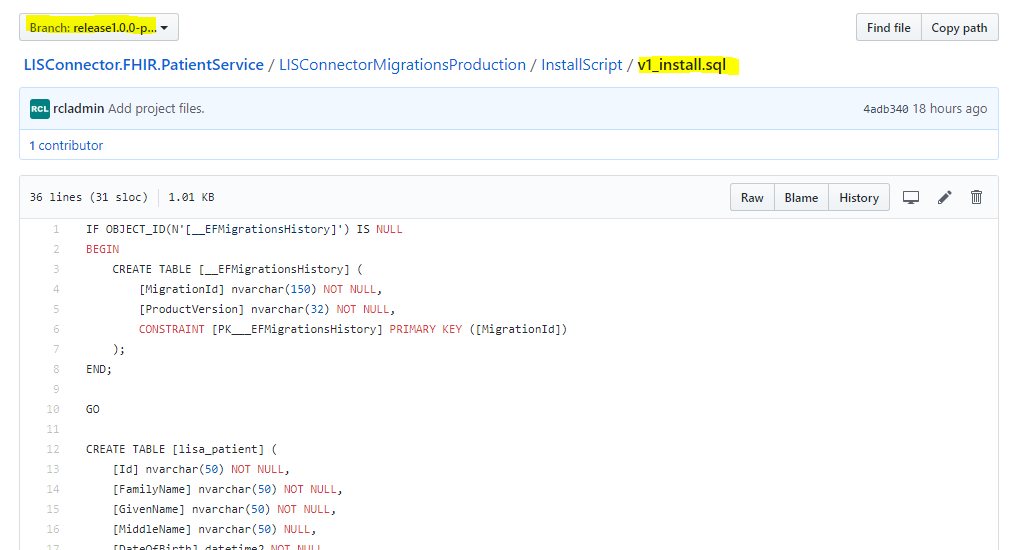 Branch: release1.0.0-p...
Find file Copy path
LISConnector.FHIR.PatientService / LISConnectorMigrationsProduction / InstallScript / v1_install.sql
RCL rcladmin Add project files. 4adb340 18 hours ago
1 contributor
36 lines (31 sloc) 1.01 KB Raw Blame History
1 IF OBJECT_ID(N'[__EFMigrationsHistory]') IS NULL
2 BEGIN
3 CREATE TABLE [__EFMigrationsHistory] (
4 [MigrationId] nvarchar(150) NOT NULL,
5 [ProductVersion] nvarchar(32) NOT NULL,
6 CONSTRAINT [PK___EFMigrationsHistory] PRIMARY KEY ([MigrationId])
7 );
8 END;
9
10 GO
11
12 CREATE TABLE [lisa_patient] (
13 [Id] nvarchar(50) NOT NULL,
14 [FamilyName] nvarchar(50) NOT NULL,
15 [GivenName] nvarchar(50) NOT NULL,
16 [MiddleName] nvarchar(50) NULL,
17 [DateOfBirth] datetime2 NOT NULL